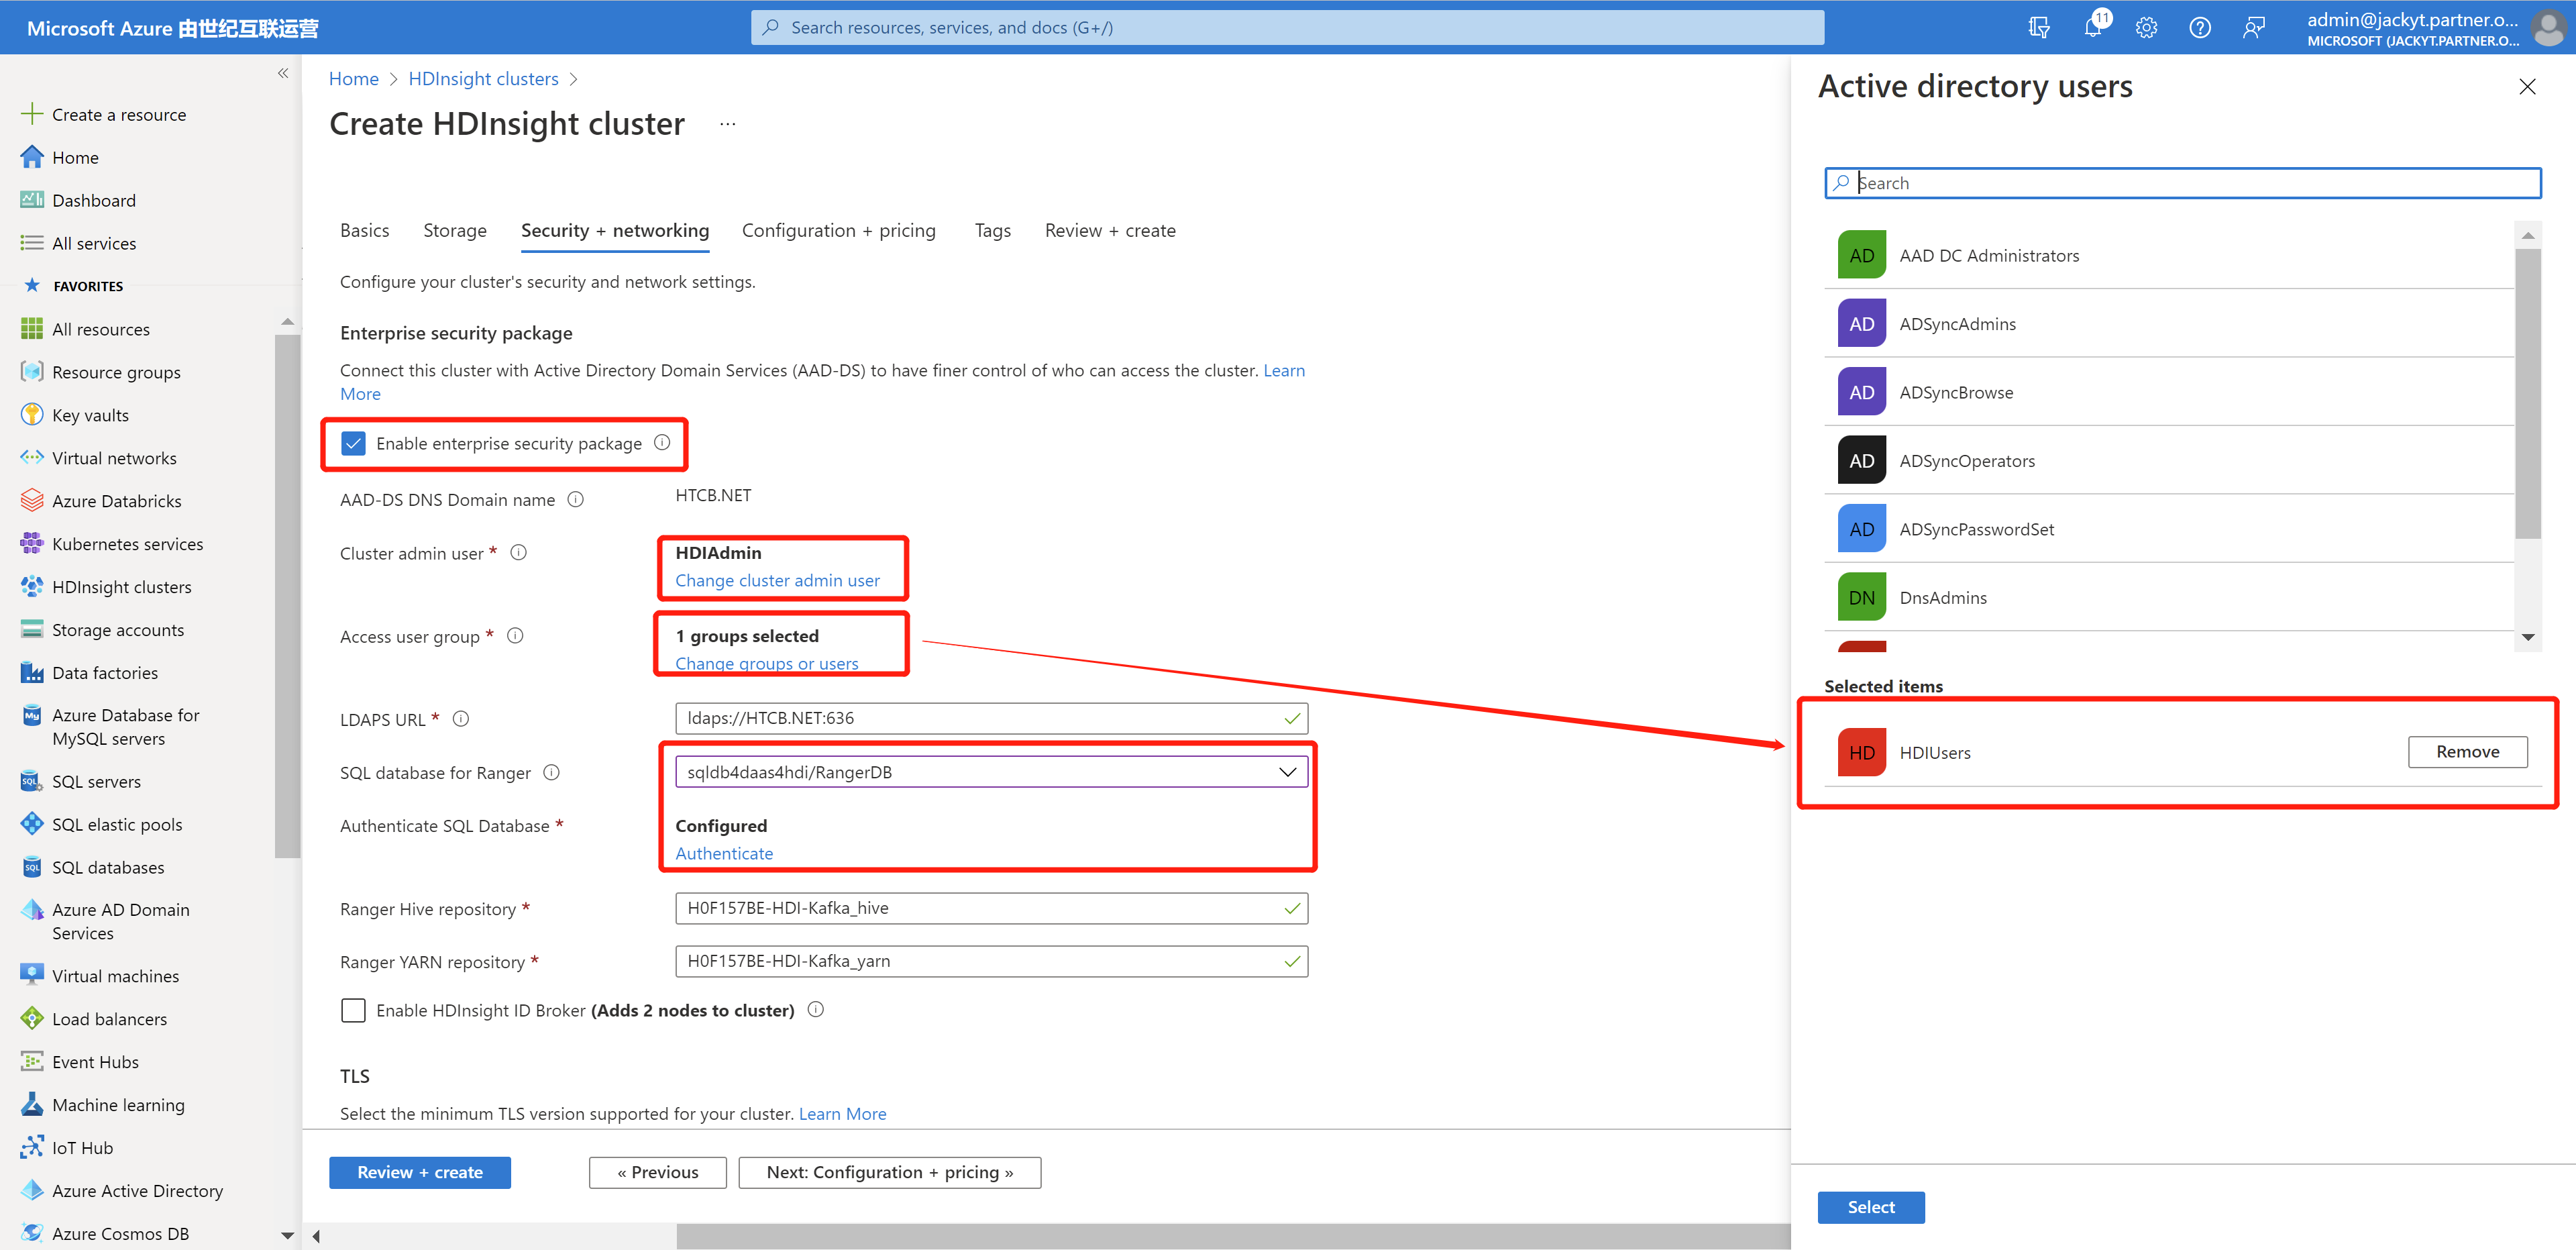 Microsoft Azure 由世纪互联运营
Search resources, services, and docs (G+/)
11
admin@jackyt.partner.o...
MICROSOFT (JACKYT.PARTNER.O...
«
Create a resource
Home
Dashboard
All services
FAVORITES
All resources
Resource groups
Key vaults
Virtual networks
Azure Databricks
Kubernetes services
HDInsight clusters
Storage accounts
Data factories
My
Azure Database for
MySQL servers
SQL
SQL servers
SQL elastic pools
SQL
SQL databases
Azure AD Domain
Services
Virtual machines
Load balancers
Event Hubs
Machine learning
IoT Hub
Azure Active Directory
Azure Cosmos DB
Home > HDInsight clusters >
Create HDInsight cluster ...
Basics Storage Security + networking Configuration + pricing Tags Review + create
Configure your cluster's security and network settings.
Enterprise security package
Connect this cluster with Active Directory Domain Services (AAD-DS) to have finer control of who can access the cluster. Learn
More
Enable enterprise security package
AAD-DS DNS Domain name HTCB.NET
Cluster admin user * HDIAdmin
Change cluster admin user
Access user group * 1 groups selected
Change groups or users
LDAPS URL * ldaps://HTCB.NET:636
SQL database for Ranger sqldb4daas4hdi/RangerDB
Authenticate SQL Database * Configured
Authenticate
Ranger Hive repository * H0F157BE-HDI-Kafka_hive
Ranger YARN repository * H0F157BE-HDI-Kafka_yarn
Enable HDInsight ID Broker (Adds 2 nodes to cluster)
TLS
Select the minimum TLS version supported for your cluster. Learn More
Review + create « Previous Next: Configuration + pricing »
Active directory users
Search
AD AAD DC Administrators
AD ADSyncAdmins
AD ADSyncBrowse
AD ADSyncOperators
AD ADSyncPasswordSet
DN DnsAdmins
Selected items
HD HDIUsers Remove
Select